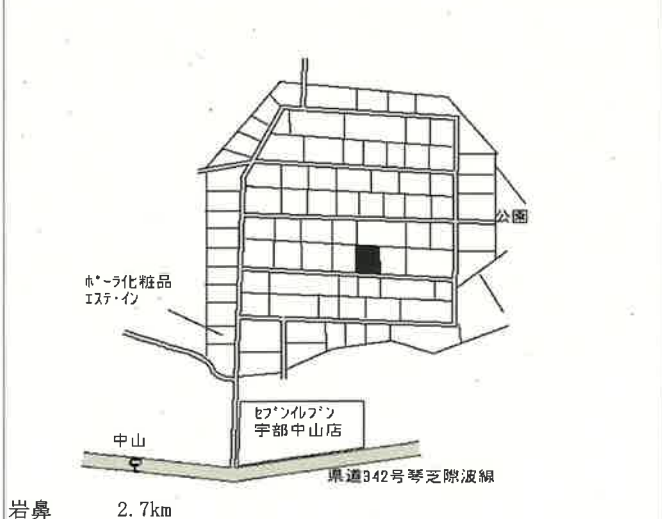 公園
ﾎﾟｰﾗ化粧品
ｴｽﾃ･ｲﾝ
ｾﾌﾞﾝｲﾚﾌﾞﾝ
宇部中山店
中山
県道342号琴芝際波線
岩鼻 2.7km